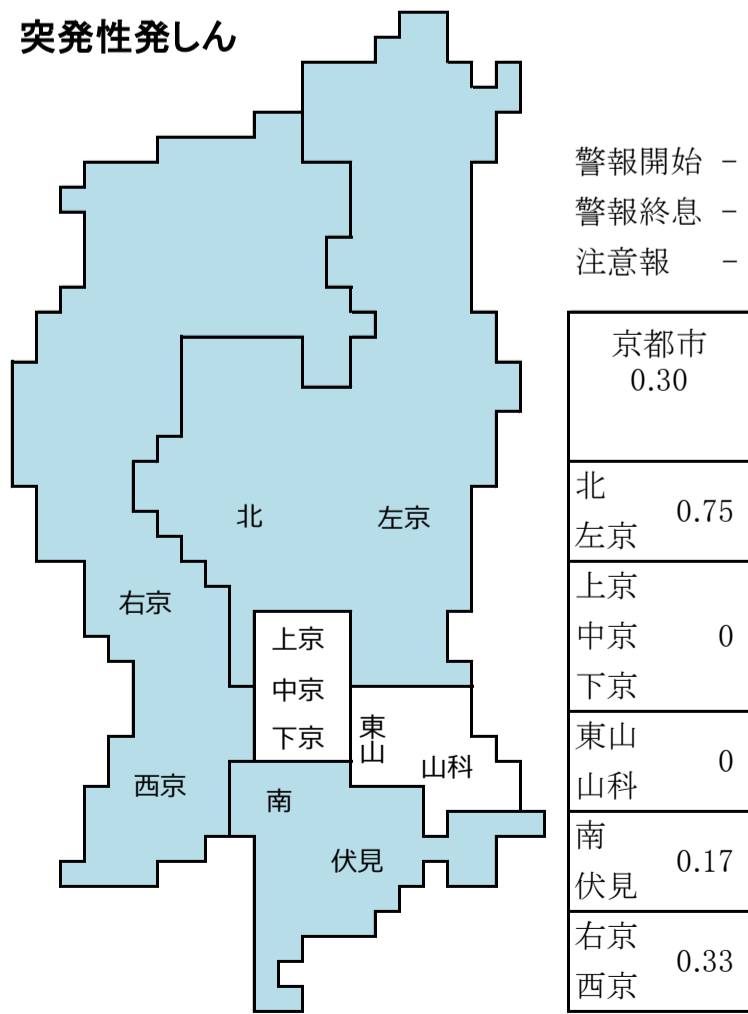 突発性発しん
警報開始 －
警報終息 －
注意報 －
京都市
0.30
北
左京
0.75
上京
中京
下京
0
東山
山科
0
南
伏見
0.17
右京
西京
0.33
北
左京
右京
上京
中京
下京
東山
山科
西京
南
伏見